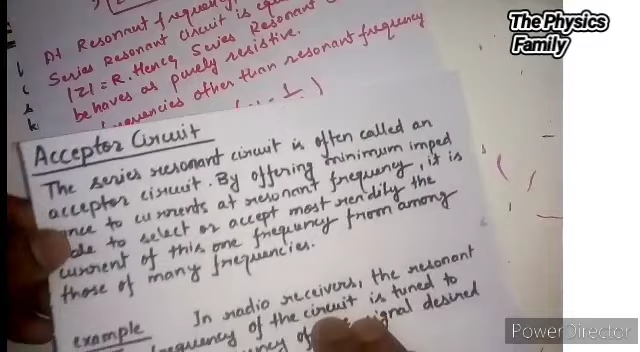 At Resonant frequency,
Series Resonant Circuit is
|Z| = R. Hence, Series Resonant
behaves as purely resistive.
frequencies other than resonant frequency
Acceptor Circuit
The series resonant circuit is often called an
acceptor circuit. By offering minimum imped
ance to currents at resonant frequency, it is
able to select or accept most readily the
current of this one frequency from among
those of many frequencies.
example In radio receivers, the resonant
frequency of the circuit is tuned to
signal desired
The Physics
Family
PowerDirector